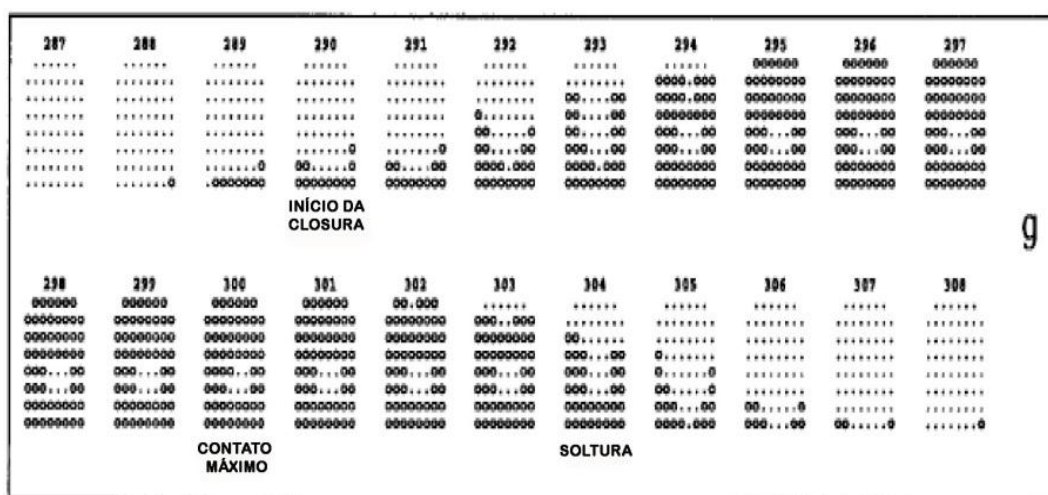 287 288 289 290 291 292 293 294 295 296 297
INÍCIO DA
CLOSURA
g
298 299 300 301 302 303 304 305 306 307 308
CONTATO
MÁXIMO
SOLTURA